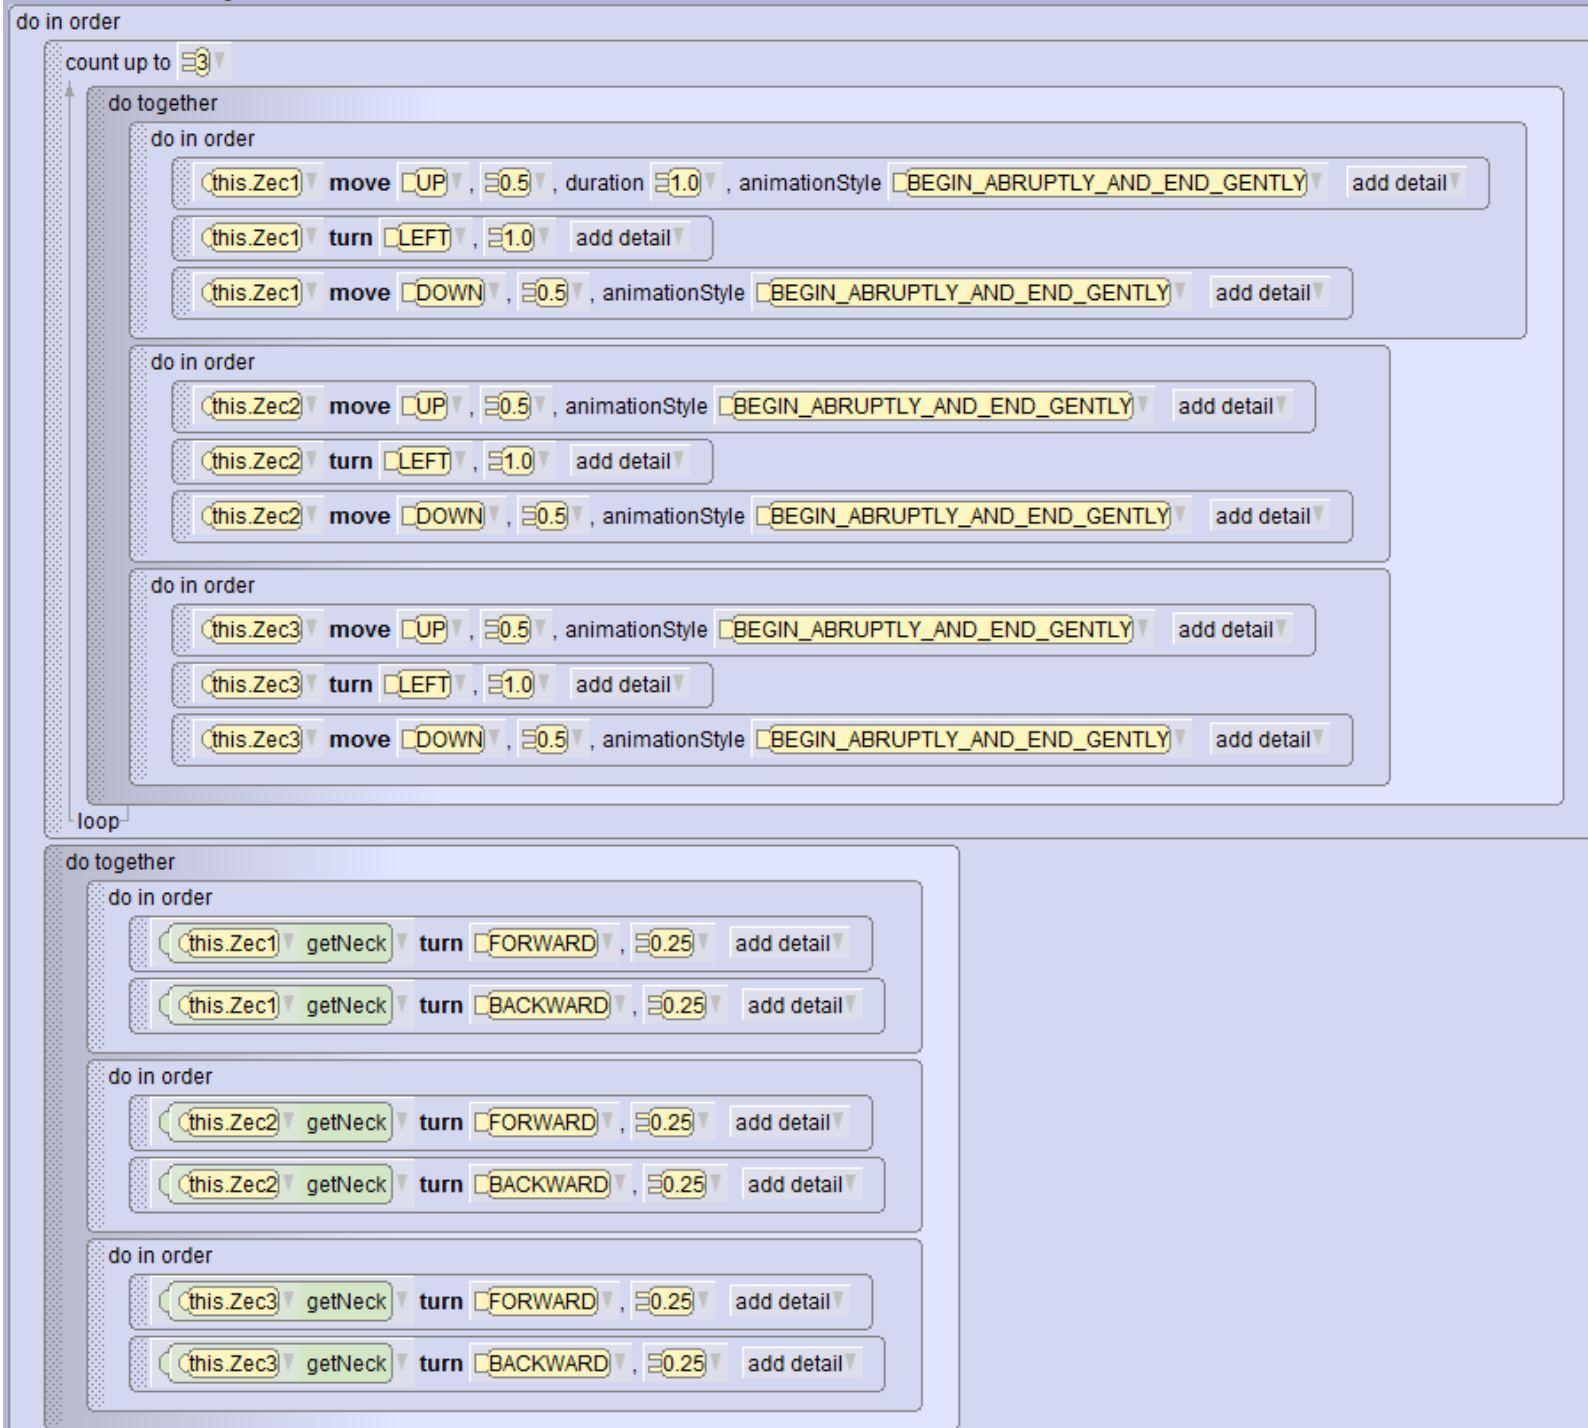 do in order
count up to 3
do together
do in order
this.Zec1 move UP , 0.5 , duration 1.0 , animationStyle BEGIN_ABRUPTLY_AND_END_GENTLY add detail
this.Zec1 turn LEFT , 1.0 add detail
this.Zec1 move DOWN , 0.5 , animationStyle BEGIN_ABRUPTLY_AND_END_GENTLY add detail
do in order
this.Zec2 move UP , 0.5 , animationStyle BEGIN_ABRUPTLY_AND_END_GENTLY add detail
this.Zec2 turn LEFT , 1.0 add detail
this.Zec2 move DOWN , 0.5 , animationStyle BEGIN_ABRUPTLY_AND_END_GENTLY add detail
do in order
this.Zec3 move UP , 0.5 , animationStyle BEGIN_ABRUPTLY_AND_END_GENTLY add detail
this.Zec3 turn LEFT , 1.0 add detail
this.Zec3 move DOWN , 0.5 , animationStyle BEGIN_ABRUPTLY_AND_END_GENTLY add detail
loop
do together
do in order
this.Zec1 getNeck turn FORWARD , 0.25 add detail
this.Zec1 getNeck turn BACKWARD , 0.25 add detail
do in order
this.Zec2 getNeck turn FORWARD , 0.25 add detail
this.Zec2 getNeck turn BACKWARD , 0.25 add detail
do in order
this.Zec3 getNeck turn FORWARD , 0.25 add detail
this.Zec3 getNeck turn BACKWARD , 0.25 add detail